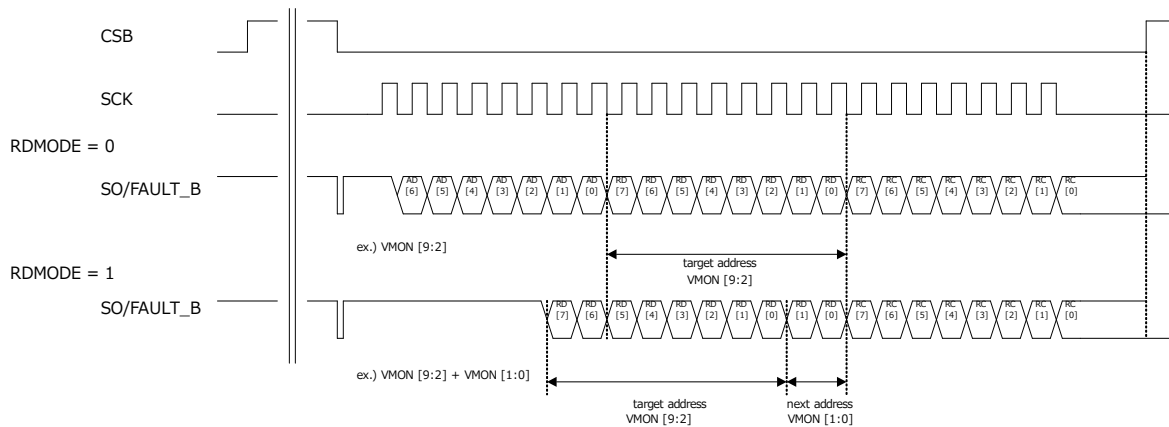 CSB
SCK
RDMODE = 0
SO/FAULT_B
AD [6] AD [5] AD [4] AD [3] AD [2] AD [1] AD [0] RD [7] RD [6] RD [5] RD [4] RD [3] RD [2] RD [1] RD [0] RC [7] RC [6] RC [5] RC [4] RC [3] RC [2] RC [1] RC [0]
ex.) VMON [9:2]
target address
VMON [9:2]
RDMODE = 1
SO/FAULT_B
RD [7] RD [6] RD [5] RD [4] RD [3] RD [2] RD [1] RD [0] RD [1] RD [0] RC [7] RC [6] RC [5] RC [4] RC [3] RC [2] RC [1] RC [0]
ex.) VMON [9:2] + VMON [1:0]
target address
VMON [9:2]
next address
VMON [1:0]